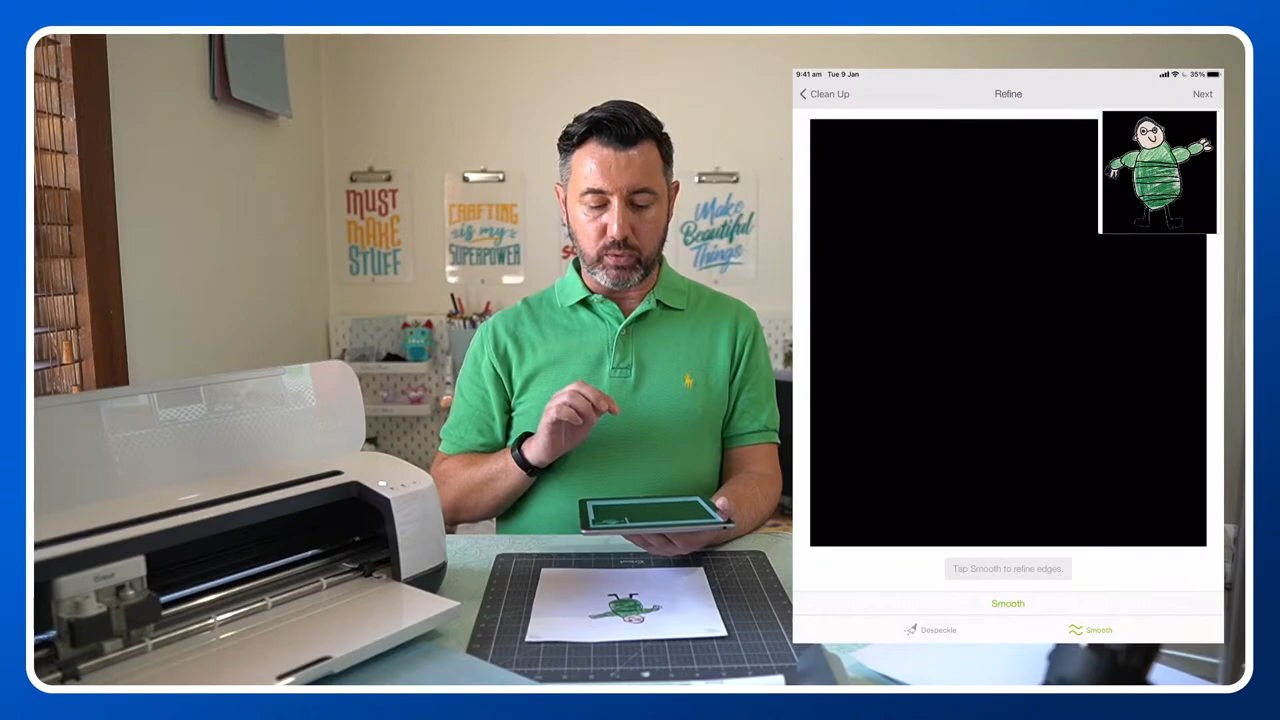 9:41 am Tue 9 Jan
35%
Clean Up
Refine
Next
MUST
MAKE
STUFF
CRAFTING
is my
SUPERPOWER
Make
Beautiful
Things
Tap Smooth to refine edges.
Smooth
Despeckle
Smooth
cricut